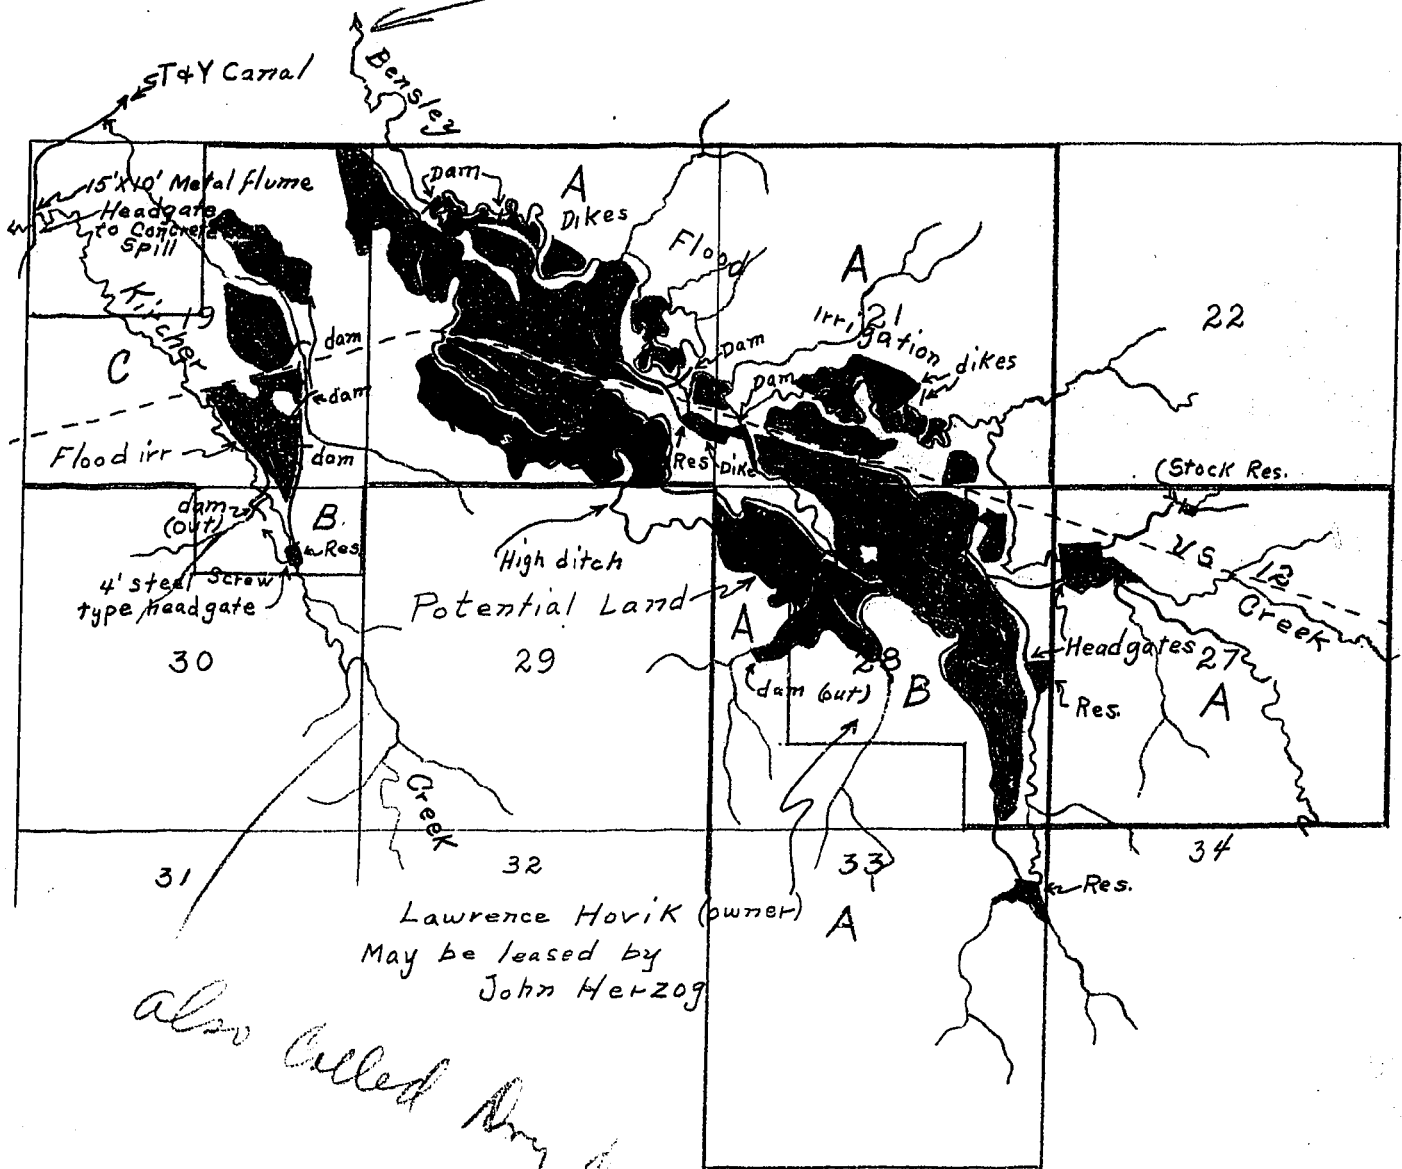 T&Y Canal
Bensley
15'X10' Metal flume
Headgate
to Concrete
Spill
Dam
A
Dikes
Flood
A
Irrigation
21
22
dikes
Kircher
19
C
dam
dam
dam
Flood irr
Dam
Dam
Res
Dike
Stock Res.
dam
(out)
B.
Res
4' steel Screw
type headgate
High ditch
Potential Land
A
US
12
Creek
Headgates
27
A
Res.
30
29
28
B
dam (out)
Creek
31
32
33
34
A
Res.
Lawrence Hovik (owner)
May be leased by
John Herzog
also Called Dry